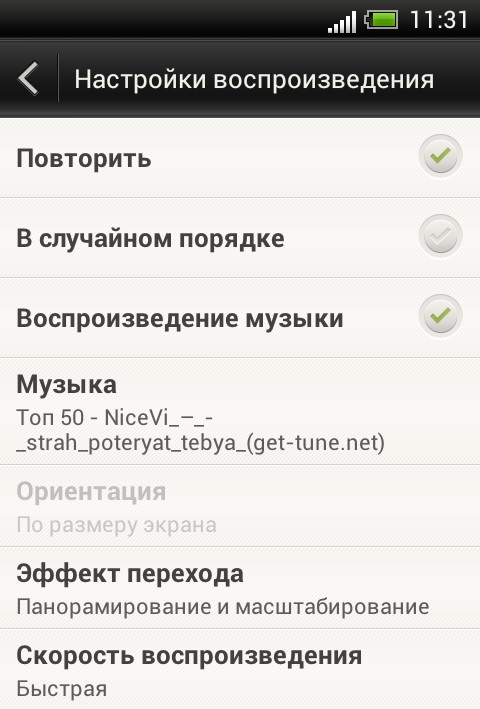 11:31
Настройки воспроизведения
Повторить
В случайном порядке
Воспроизведение музыки
Музыка
Топ 50 - NiceVi_–_-
_strah_poteryat_tebya_(get-tune.net)
Ориентация
По размеру экрана
Эффект перехода
Панорамирование и масштабирование
Скорость воспроизведения
Быстрая